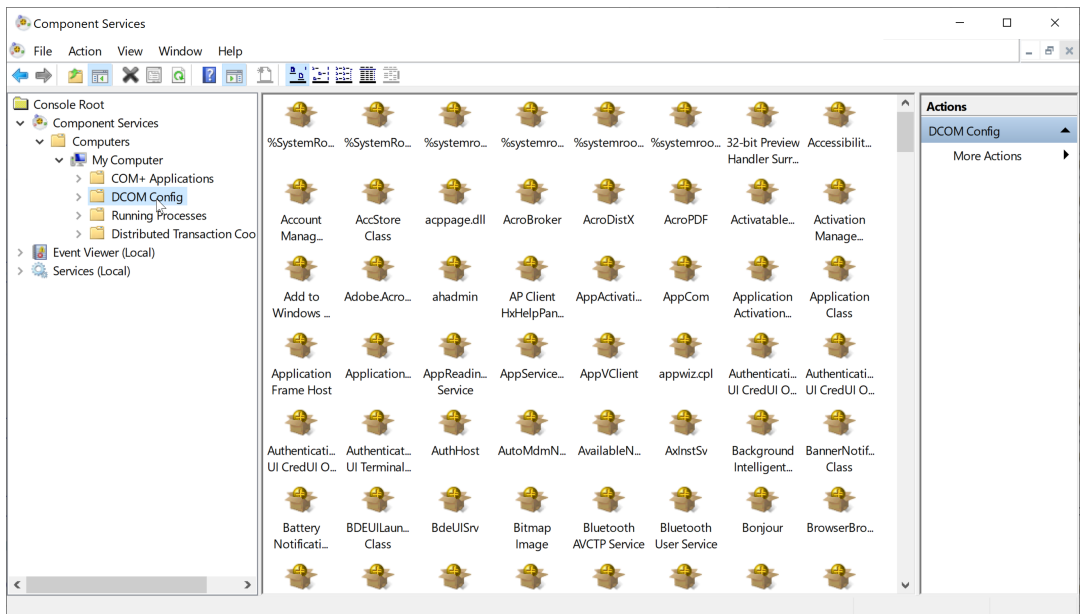 Component Services
File Action View Window Help
Console Root
Component Services
Computers
My Computer
COM+ Applications
DCOM Config
Running Processes
Distributed Transaction Coo
Event Viewer (Local)
Services (Local)
%SystemRo... %SystemRo... %systemro... %systemro... %systemroo... %systemroo... 32-bit Preview Accessibilit...
Handler Surr...
Account AccStore acppage.dll AcroBroker AcroDistX AcroPDF Activatable... Activation
Manag... Class Manage...
Add to Adobe.Acro... ahadmin AP Client AppActivati... AppCom Application Application
Windows ... HxHelpPan... Activation... Class
Application Application... AppReadin... AppService... AppVClient appwiz.cpl Authenticati... Authenticati...
Frame Host Service UI CredUI O... UI CredUI O...
Authenticati... Authenticat... AuthHost AutoMdmN... AvailableN... AxInstSv Background BannerNotif...
UI CredUI O... UI Terminal... Intelligent... Class
Battery BDEUILaun... BdeUISrv Bitmap Bluetooth Bluetooth Bonjour BrowserBro...
Notificati... Class Image AVCTP Service User Service
Actions
DCOM Config
More Actions